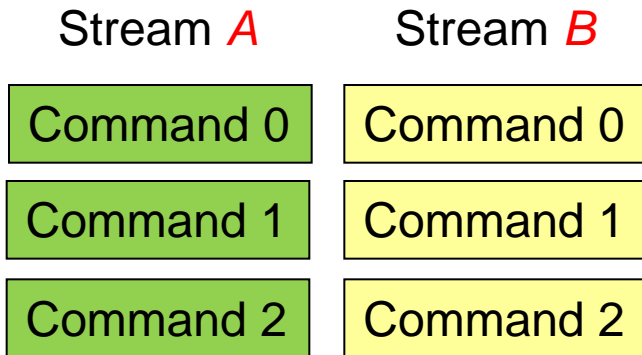 Stream A Stream B
Command 0 Command 0
Command 1 Command 1
Command 2 Command 2